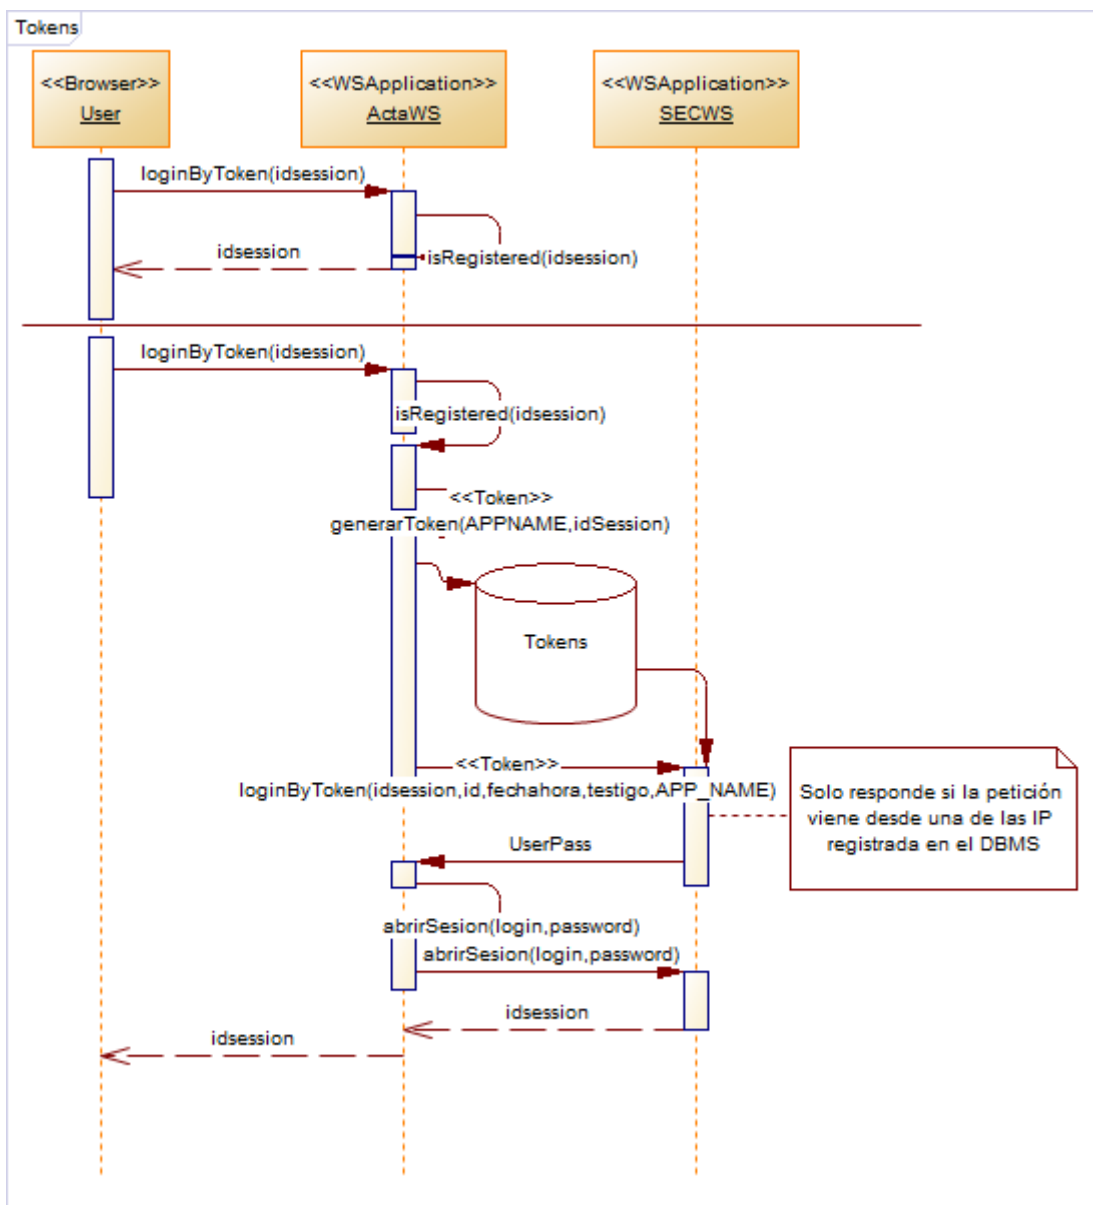 Tokens
<<Browser>>
User
<<WSApplication>>
ActaWS
<<WSApplication>>
SECWS
loginByToken(idsession)
idsession
isRegistered(idsession)
loginByToken(idsession)
isRegistered(idsession)
<<Token>>
generarToken(APPNAME,idSession)
Tokens
<<Token>>
loginByToken(idsession,id,fechahora,testigo,APP_NAME)
Solo responde si la petición
viene desde una de las IP
registrada en el DBMS
UserPass
abrirSesion(login,password)
abrirSesion(login,password)
idsession
idsession